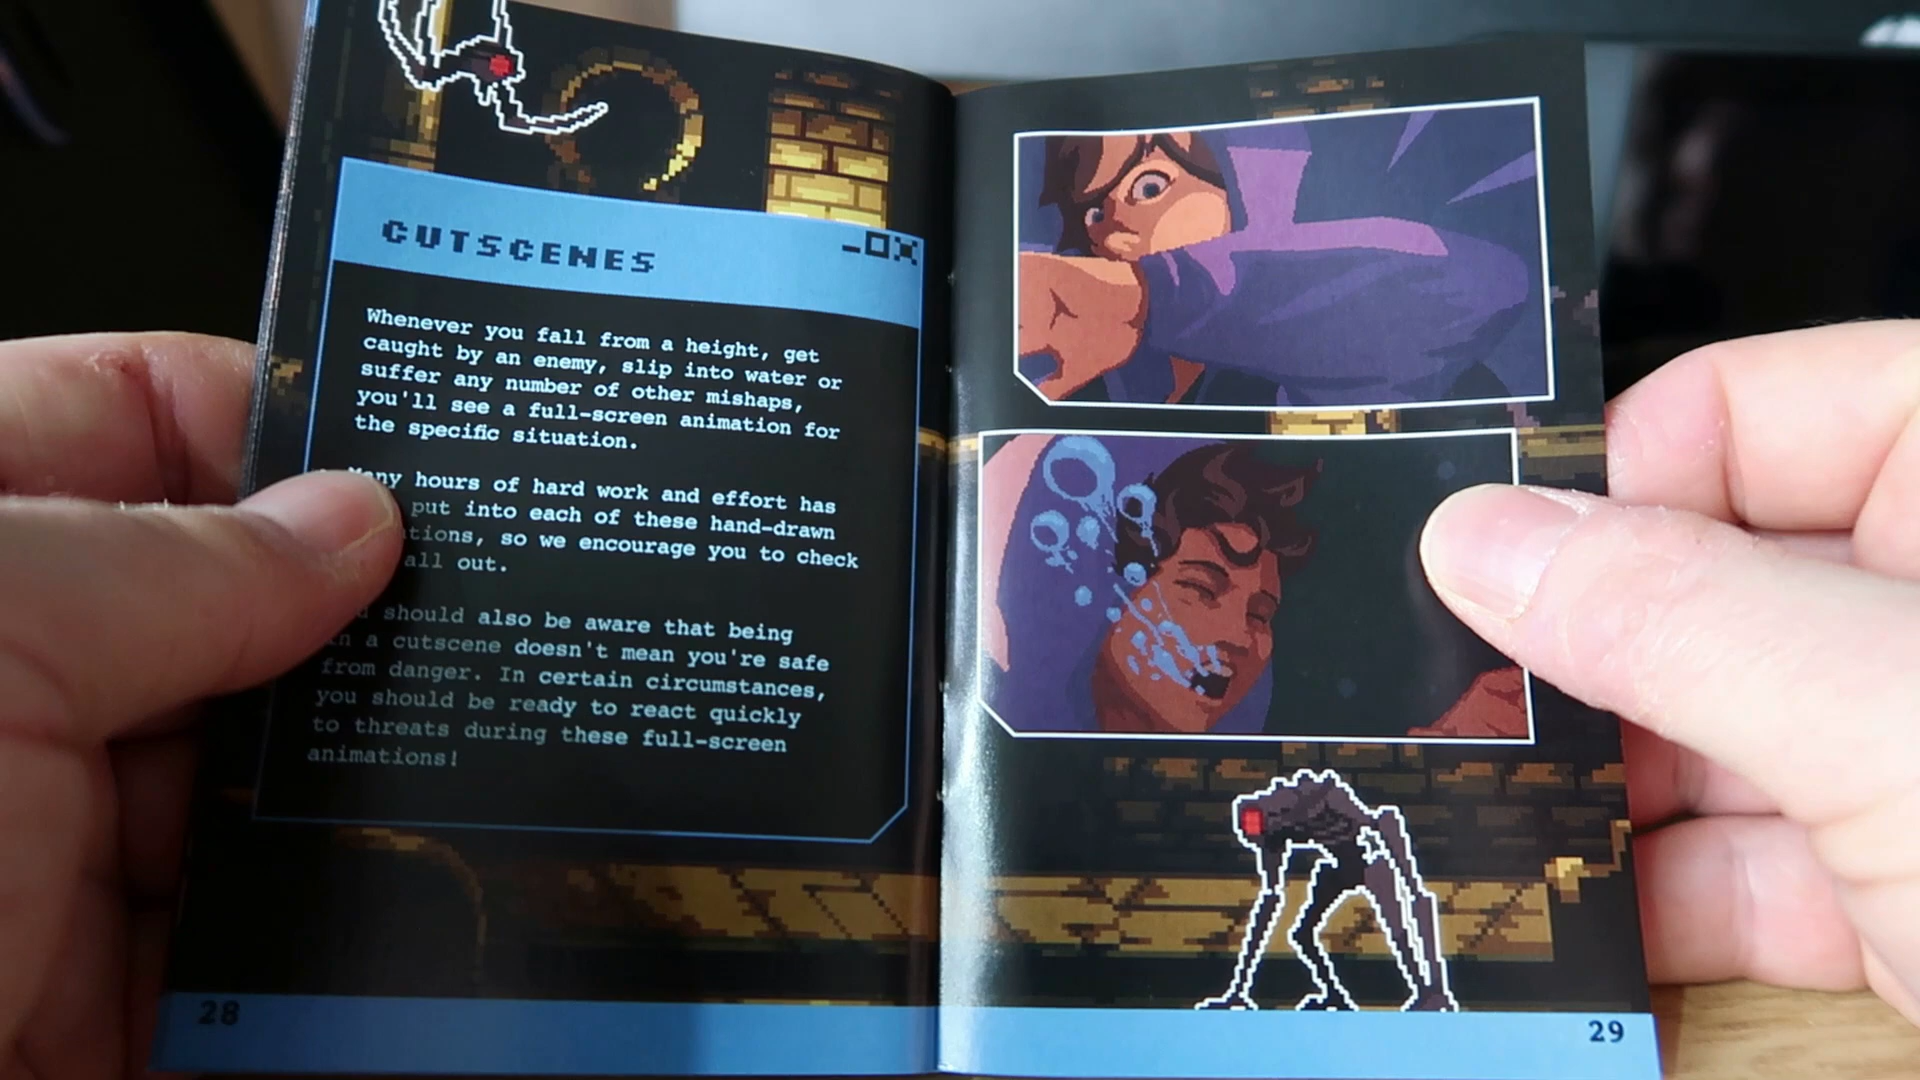 CUTSCENES
Whenever you fall from a height, get
caught by an enemy, slip into water or
suffer any number of other mishaps,
you'll see a full-screen animation for
the specific situation.
Many hours of hard work and effort has
put into each of these hand-drawn
so we encourage you to check
all out.
should also be aware that being
in a cutscene doesn't mean you're safe
from danger. In certain circumstances,
you should be ready to react quickly
to threats during these full-screen
animations!
28
29